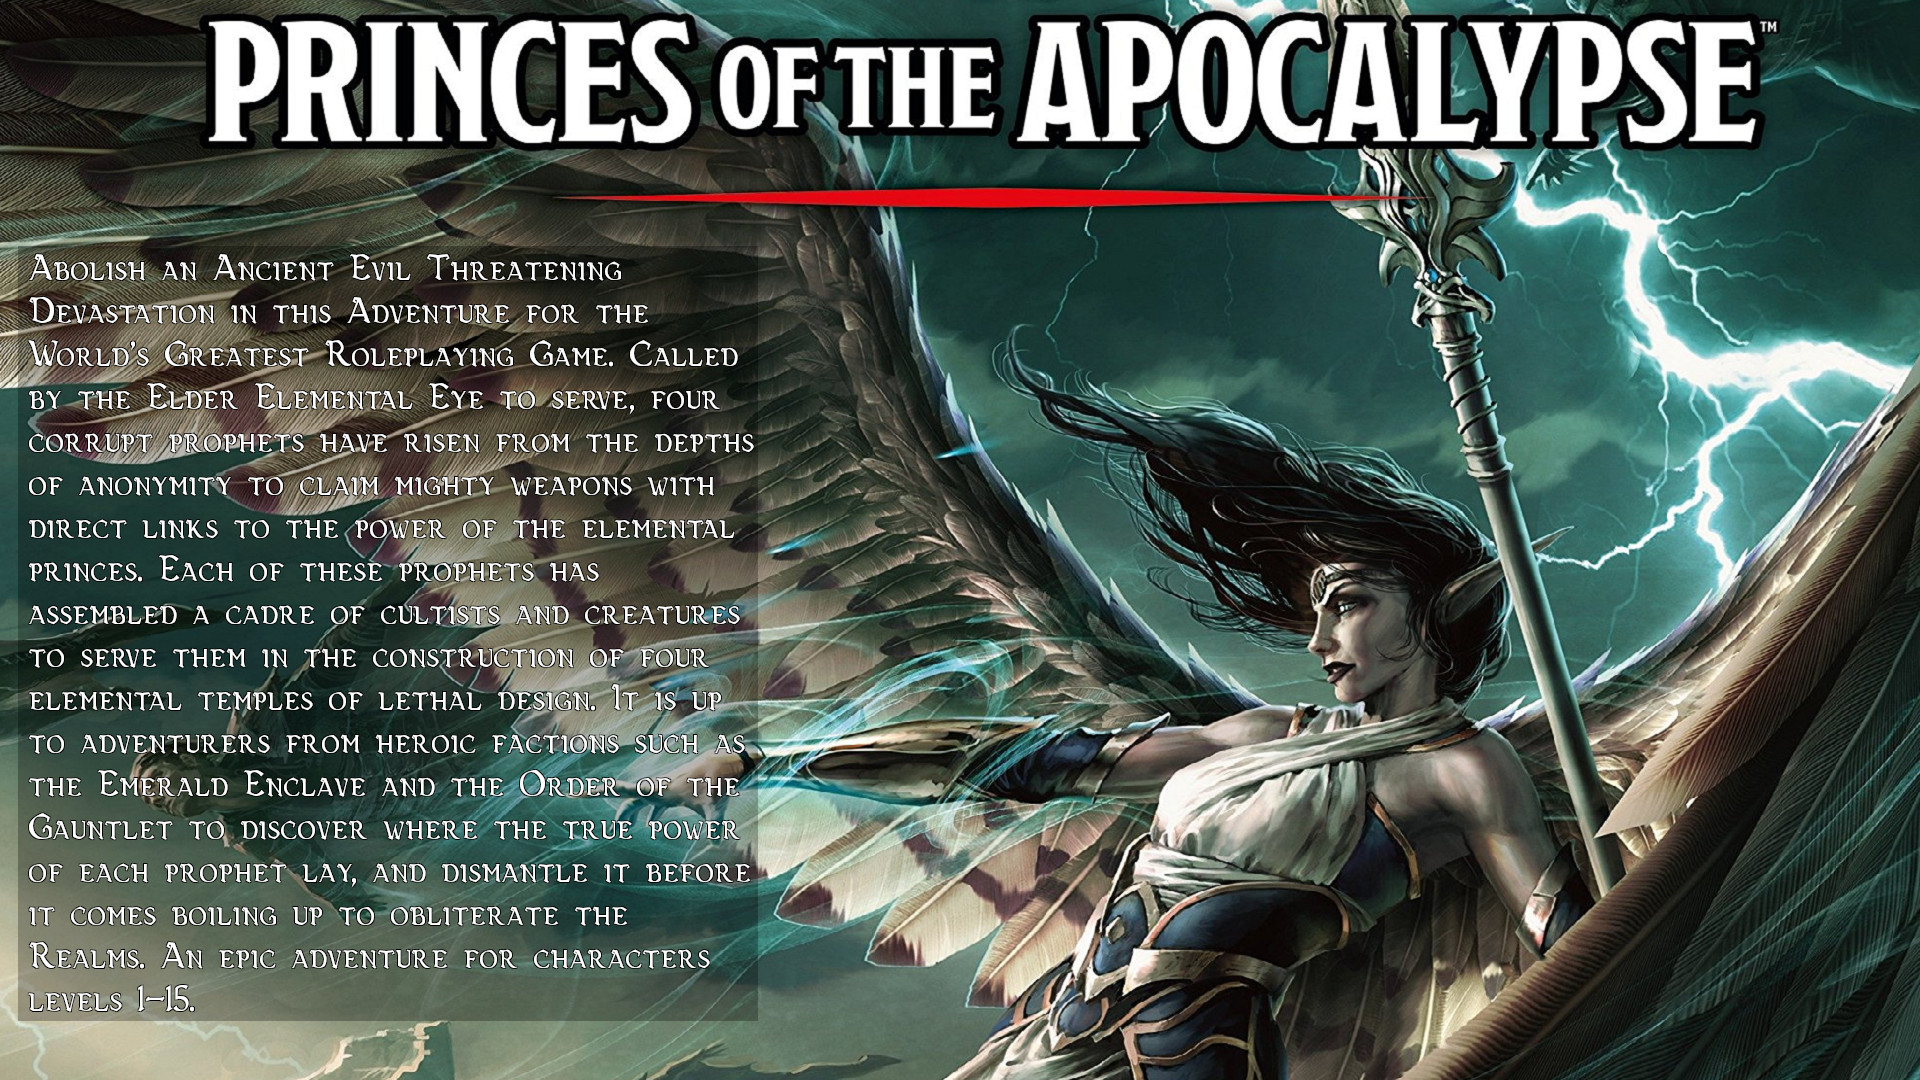 PRINCES OF THE APOCALYPSE™
Abolish an Ancient Evil Threatening
Devastation in this Adventure for the
World's Greatest Roleplaying Game. Called
by the Elder Elemental Eye to serve, four
corrupt prophets have risen from the depths
of anonymity to claim mighty weapons with
direct links to the power of the elemental
princes. Each of these prophets has
assembled a cadre of cultists and creatures
to serve them in the construction of four
elemental temples of lethal design. It is up
to adventurers from heroic factions such as
the Emerald Enclave and the Order of the
Gauntlet to discover where the true power
of each prophet lay, and dismantle it before
it comes boiling up to obliterate the
Realms. An epic adventure for characters
levels 1–15.